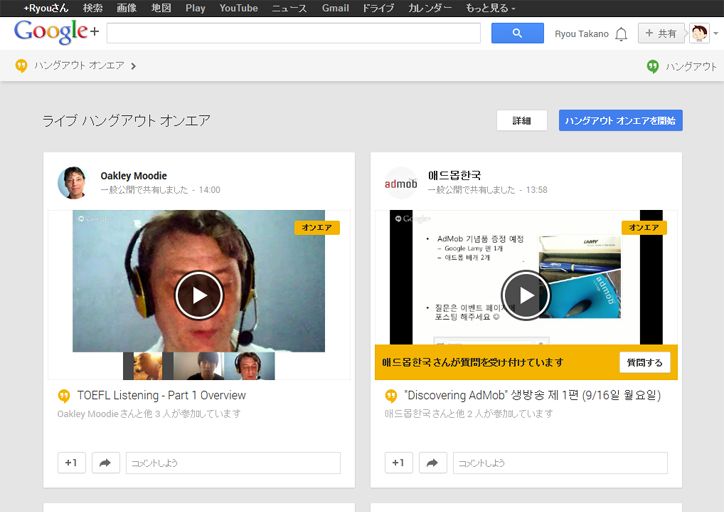 +Ryouさん 検索 画像 地図 Play YouTube ニュース Gmail ドライブ カレンダー もっと見る
Google+
Ryou Takano
+ 共有
ハングアウト オンエア
ハングアウト
ライブ ハングアウト オンエア
詳細
ハングアウト オンエアを開始
Oakley Moodie
一般公開で共有しました - 14:00
Google+
オンエア
TOEFL Listening - Part 1 Overview
Oakley Moodieさんと他 3 人が参加しています
+1
コメントしよう
admob
애드몹한국
一般公開で共有しました - 13:58
Google+
オンエア
• AdMob 기념품 증정 예정
– Google Lamy 펜 1개
– 애드몹 배가 2개
LAMY
admob
• 질문은 이벤트 페이지에
포스팅 해주세요 ☺
애드몹한국さんが質問を受け付けています
質問する
"Discovering AdMob" 생방송 제 1편 (9/16일 월요일)
애드몹한국さんと他 2 人が参加しています
+1
コメントしよう